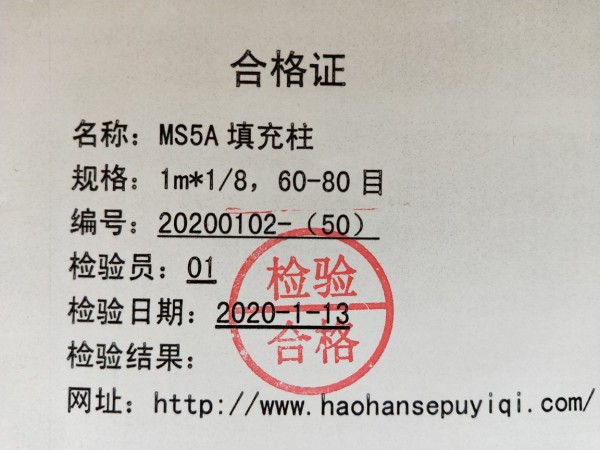 合格证
名称：MS5A 填充柱
规格：1m*1/8，60-80 目
编号：20200102-（50）
检验员：01
检验日期：2020-1-13
检验结果：
检验
合格
网址：http://www.haohansepuyiqi.com/